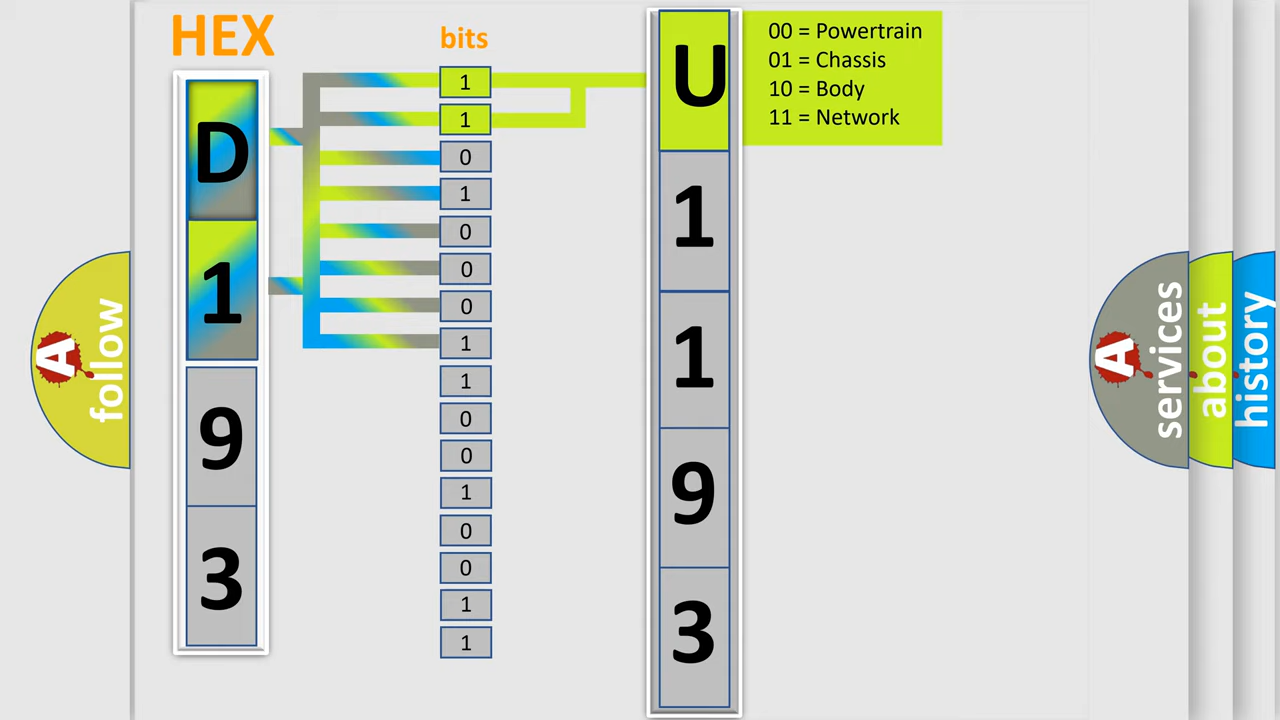 HEX
bits
D
1
9
3
1
1
0
1
0
0
0
1
1
0
0
1
0
0
1
1
U
1
1
9
3
00 = Powertrain
01 = Chassis
10 = Body
11 = Network
A
follow
A
services
about
history